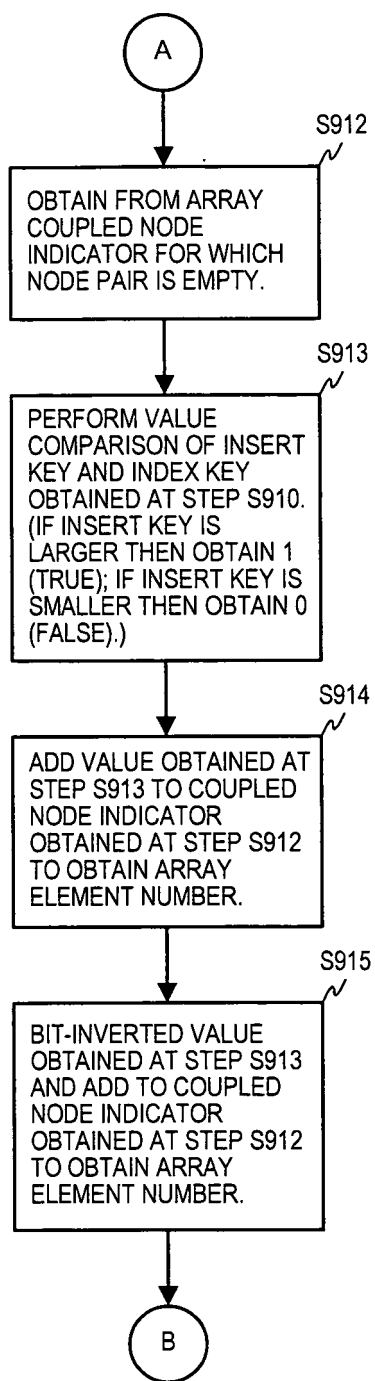 A
S912
OBTAIN FROM ARRAY
COUPLED NODE
INDICATOR FOR WHICH
NODE PAIR IS EMPTY.
S913
PERFORM VALUE
COMPARISON OF INSERT
KEY AND INDEX KEY
OBTAINED AT STEP S910.
(IF INSERT KEY IS
LARGER THEN OBTAIN 1
(TRUE); IF INSERT KEY IS
SMALLER THEN OBTAIN 0
(FALSE).)
S914
ADD VALUE OBTAINED AT
STEP S913 TO COUPLED
NODE INDICATOR
OBTAINED AT STEP S912
TO OBTAIN ARRAY
ELEMENT NUMBER.
S915
BIT-INVERTED VALUE
OBTAINED AT STEP S913
AND ADD TO COUPLED
NODE INDICATOR
OBTAINED AT STEP S912
TO OBTAIN ARRAY
ELEMENT NUMBER.
B